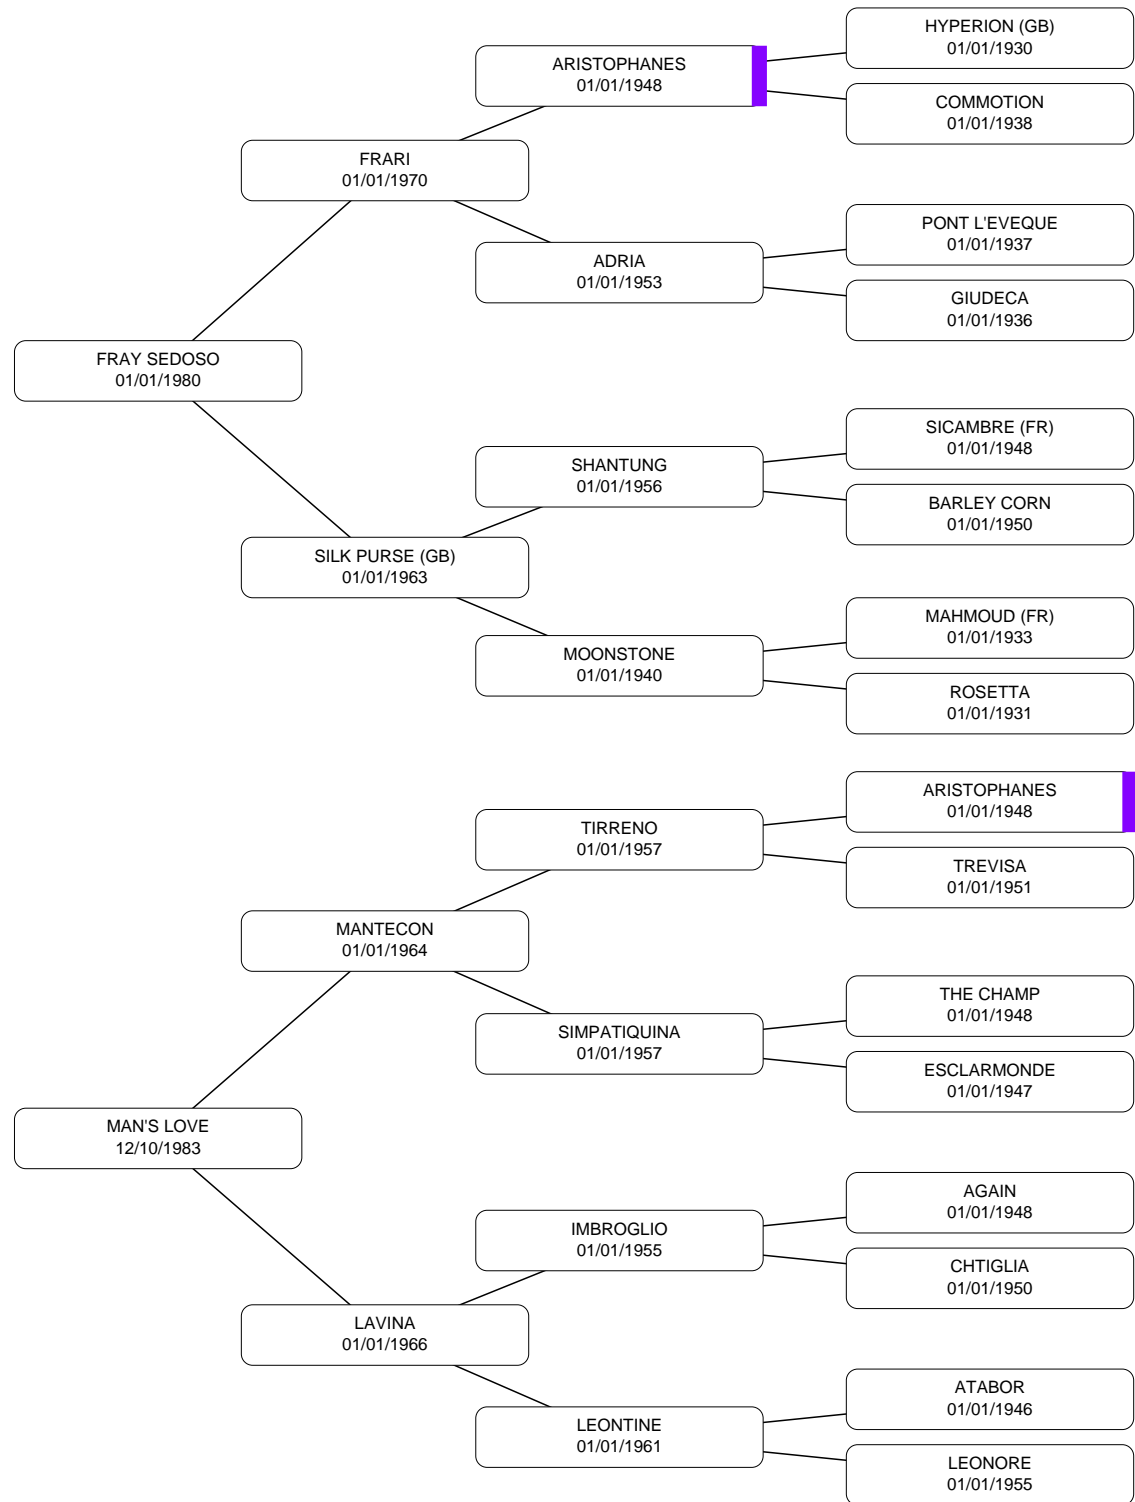 HYPERION (GB)
01/01/1930
ARISTOPHANES
01/01/1948
COMMOTION
01/01/1938
FRARI
01/01/1970
PONT L'EVEQUE
01/01/1937
ADRIA
01/01/1953
GIUDECA
01/01/1936
FRAY SEDOSO
01/01/1980
SICAMBRE (FR)
01/01/1948
SHANTUNG
01/01/1956
BARLEY CORN
01/01/1950
SILK PURSE (GB)
01/01/1963
MAHMOUD (FR)
01/01/1933
MOONSTONE
01/01/1940
ROSETTA
01/01/1931
ARISTOPHANES
01/01/1948
TIRRENO
01/01/1957
TREVISA
01/01/1951
MANTECON
01/01/1964
THE CHAMP
01/01/1948
SIMPATIQUINA
01/01/1957
ESCLARMONDE
01/01/1947
MAN'S LOVE
12/10/1983
AGAIN
01/01/1948
IMBROGLIO
01/01/1955
CHTIGLIA
01/01/1950
LAVINA
01/01/1966
ATABOR
01/01/1946
LEONTINE
01/01/1961
LEONORE
01/01/1955